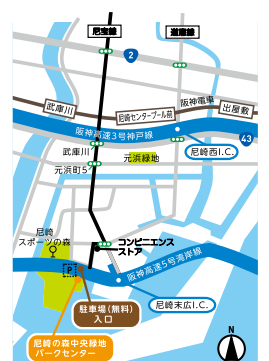 尼宝線
道意線
2
武庫川
尼崎センタープール前
阪神電車
出屋敷
阪神高速3号神戸線
43
武庫川
尼崎西I.C.
元浜緑地
元浜町5
尼崎
スポーツの森
コンビニエンス
ストア
P
阪神高速5号湾岸線
駐車場(無料)
入口
尼崎末広I.C.
尼崎の森中央緑地
パークセンター
N